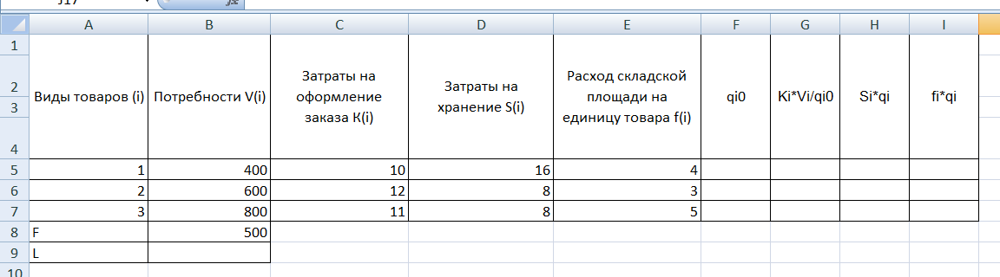 J17
A B C D E F G H I
1
2
3
4
Виды товаров (i)
Потребности V(i)
Затраты на
оформление
заказа К(i)
Затраты на
хранение S(i)
Расход складской
площади на
единицу товара f(i)
qi0
Ki*Vi/qi0
Si*qi
fi*qi
5 1 400 10 16 4
6 2 600 12 8 3
7 3 800 11 8 5
8 F 500
9 L
10